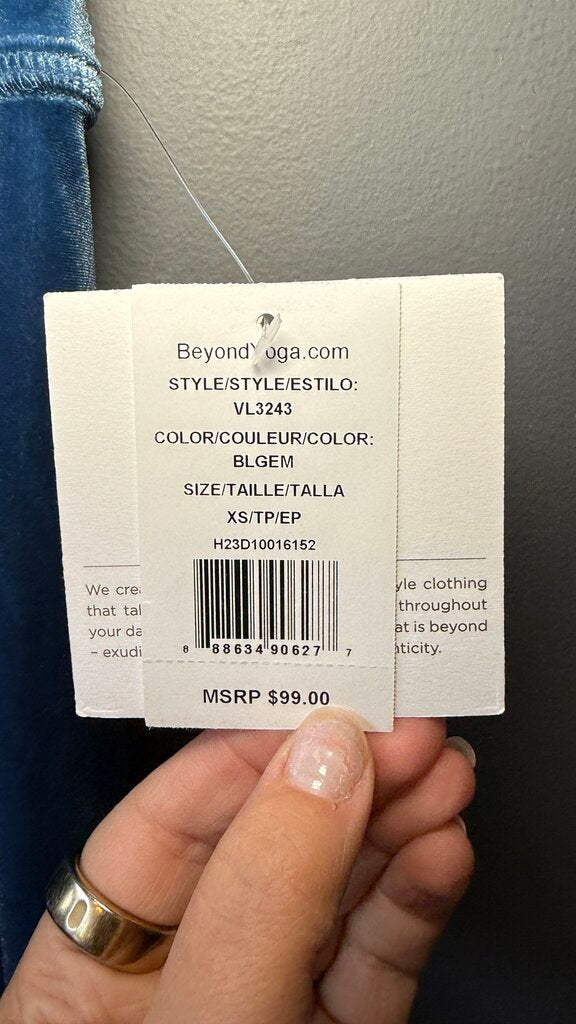 BeyondYoga.com
STYLE/STYLE/ESTILO:
VL3243
COLOR/COULEUR/COLOR:
BLGEM
SIZE/TAILLE/TALLA
XS/TP/EP
H23D10016152
8 88634 90627 7
MSRP $99.00
We
that
your
– 
clothing
throughout
is beyond